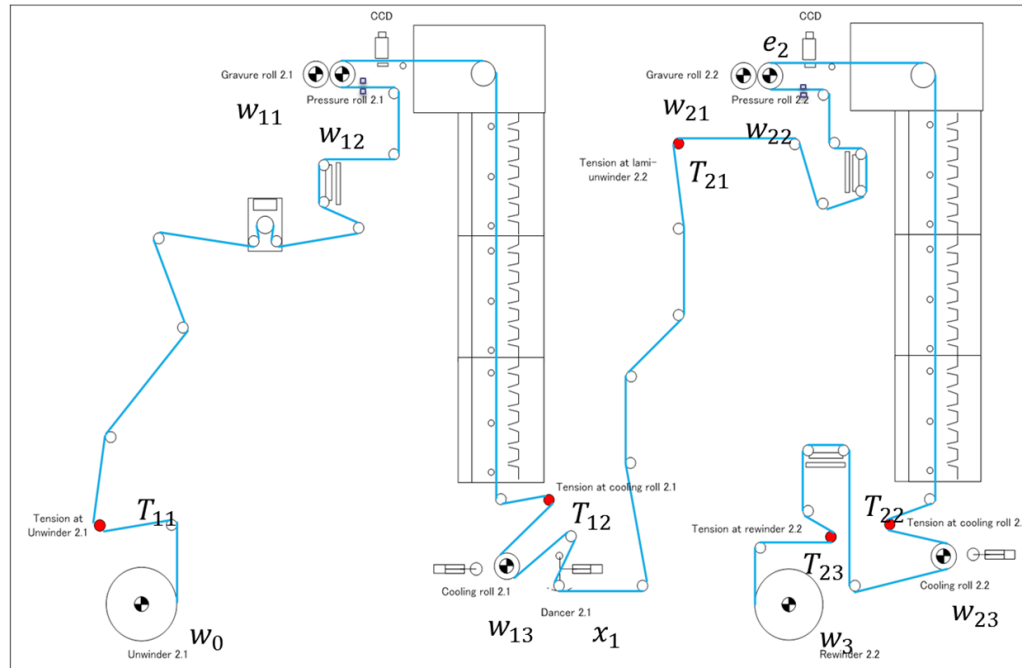 CCD
CCD
e₂
Gravure roll 2.1
Pressure roll 2.1
w₁₁
w₁₂
Gravure roll 2.2
Pressure roll 2.2
w₂₁
w₂₂
Tension at lami-
unwinder 2.2
T₂₁
Tension at
Unwinder 2.1
T₁₁
Tension at cooling roll 2.1
T₁₂
Tension at rewinder 2.2
T₂₂
Tension at cooling roll 2.
T₂₃
Cooling roll 2.1
Dancer 2.1
Cooling roll 2.2
w₁₃
x₁
w₂₃
w₀
Unwinder 2.1
w₃
Rewinder 2.2